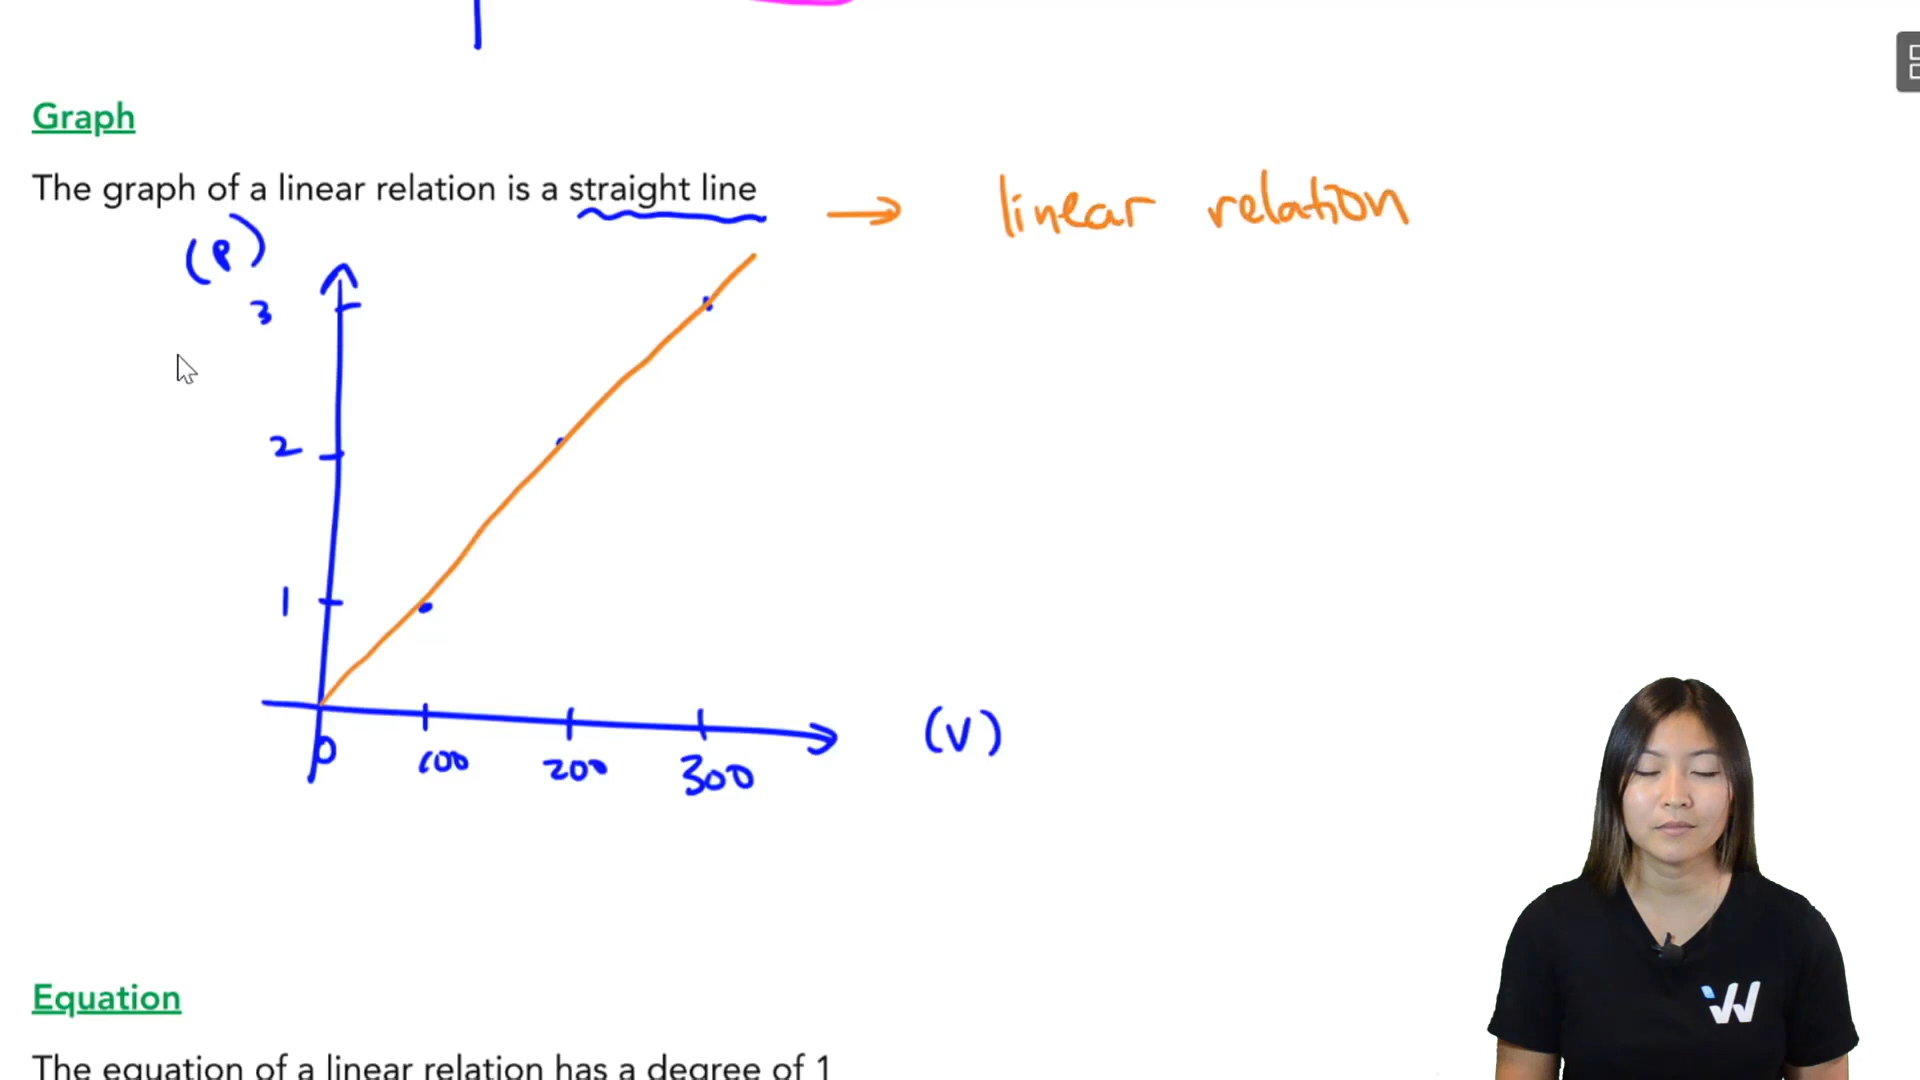 Graph
The graph of a linear relation is a straight line → linear relation
(P)
3
2
1
0 100 200 300 (V)
Equation
The equation of a linear relation has a degree of 1
W